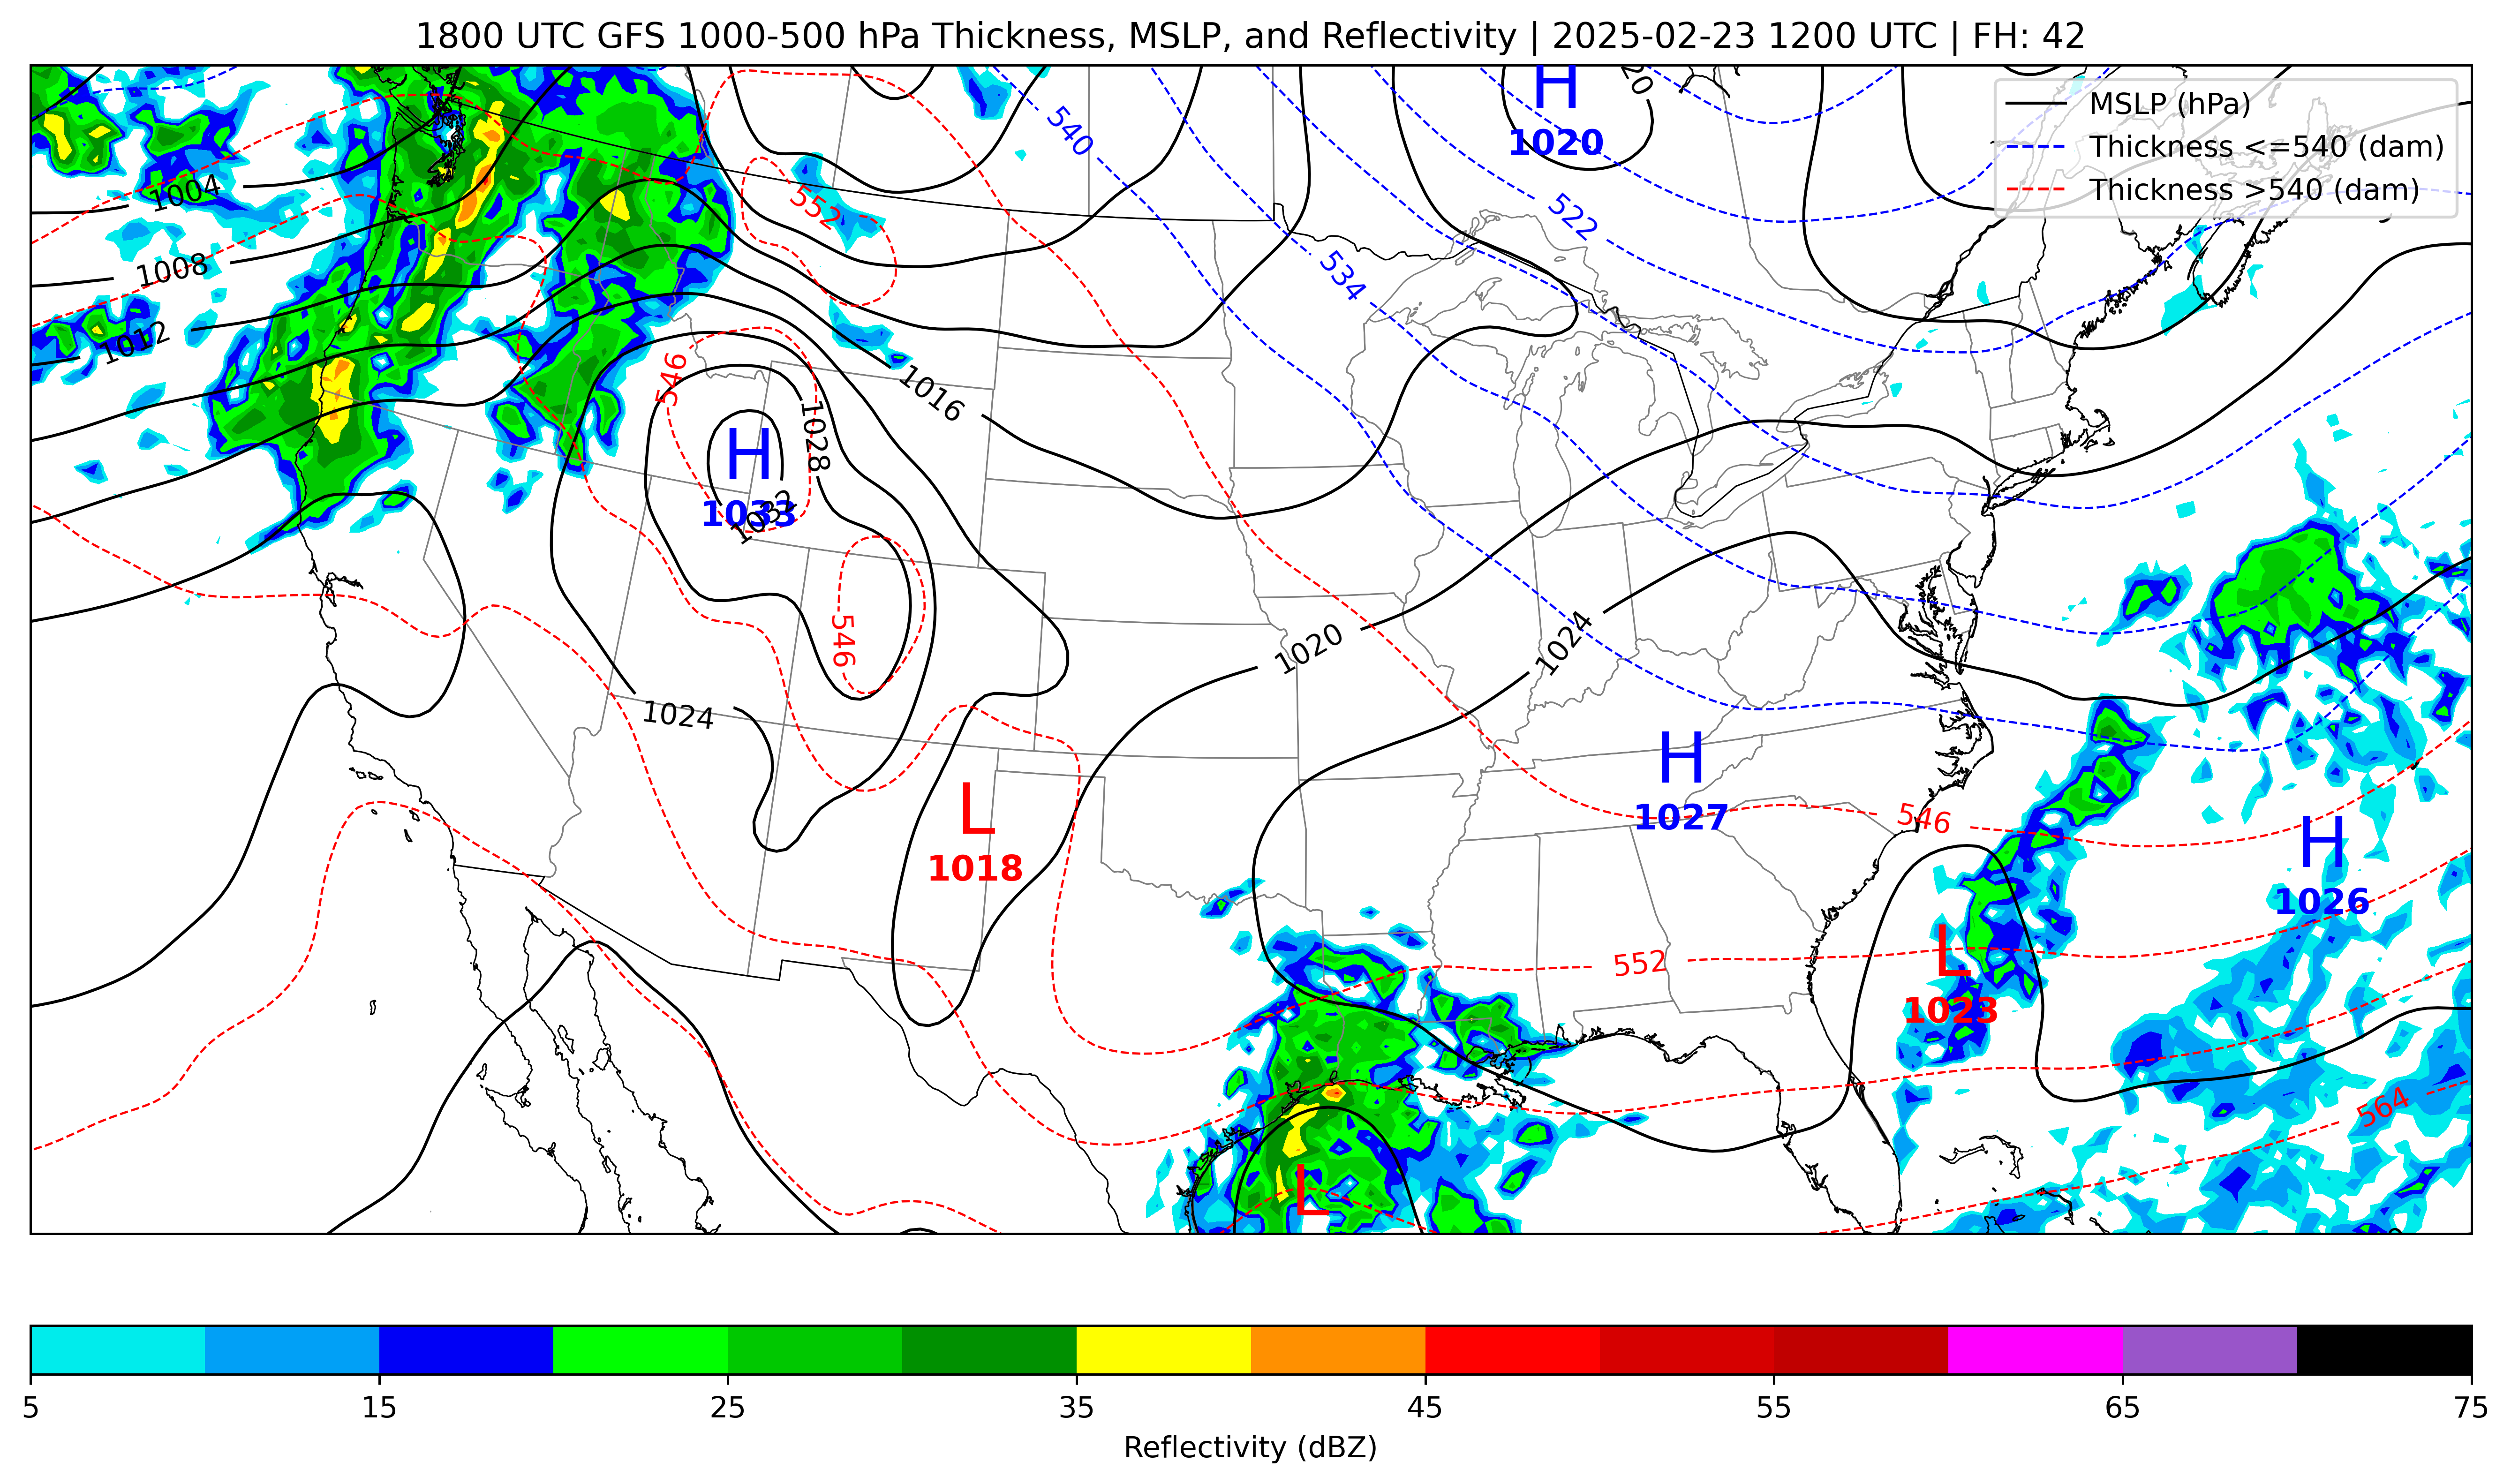 1800 UTC GFS 1000-500 hPa Thickness, MSLP, and Reflectivity | 2025-02-23 1200 UTC | FH: 42
MSLP (hPa)
Thickness <=540 (dam)
Thickness >540 (dam)
H
1020
20
540
522
534
552
1004
1008
1012
1016
546
1028
H
1033
1032
546
1020
1024
1024
H
1027
546
L
1018
H
1026
552
L
1023
564
L
5 15 25 35 45 55 65 75
Reflectivity (dBZ)